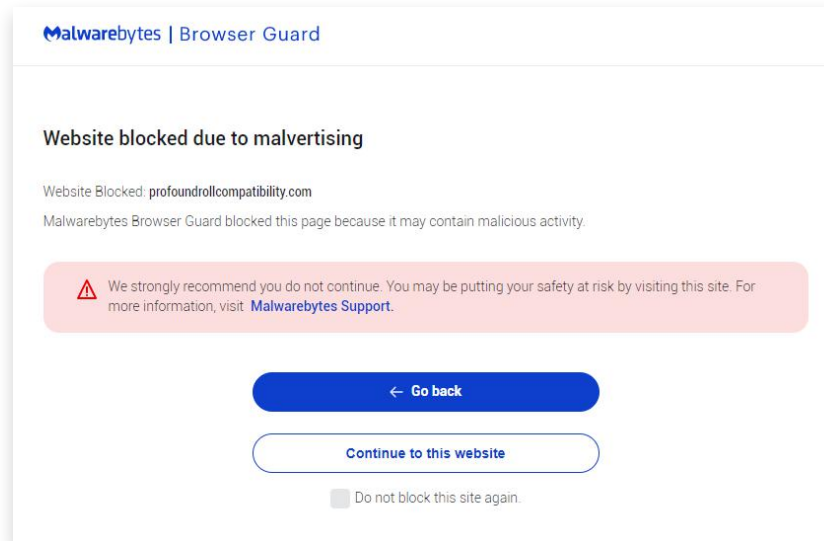 Malwarebytes | Browser Guard
Website blocked due to malvertising
Website Blocked: profoundrollcompatibility.com
Malwarebytes Browser Guard blocked this page because it may contain malicious activity.
We strongly recommend you do not continue. You may be putting your safety at risk by visiting this site. For
more information, visit Malwarebytes Support.
← Go back
Continue to this website
Do not block this site again.